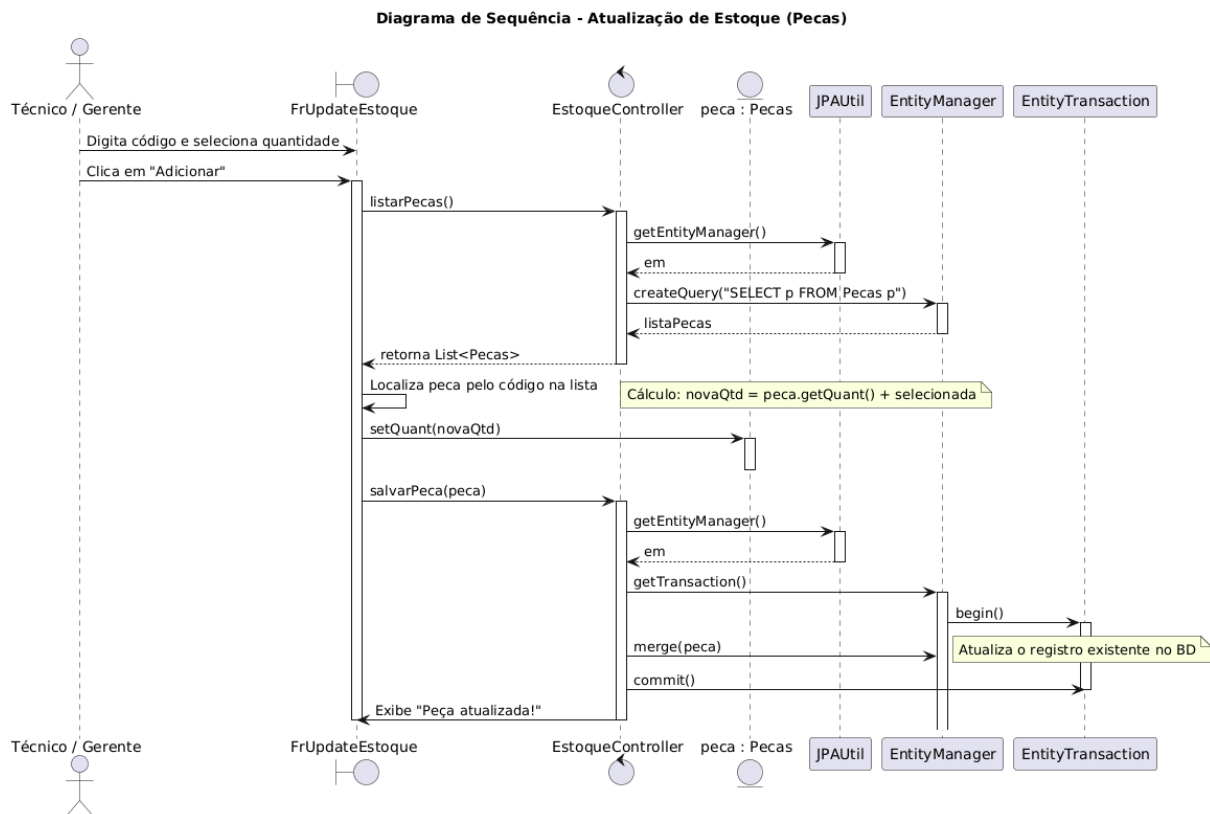 Diagrama de Sequência - Atualização de Estoque (Pecas)
Técnico / Gerente
FrUpdateEstoque
EstoqueController
peca : Pecas
JPAUtil
EntityManager
EntityTransaction
Digita código e seleciona quantidade
Clica em "Adicionar"
listarPecas()
getEntityManager()
em
createQuery("SELECT p FROM Pecas p")
listaPecas
retorna List<Pecas>
Localiza peca pelo código na lista
Cálculo: novaQtd = peca.getQuant() + selecionada
setQuant(novaQtd)
salvarPeca(peca)
getEntityManager()
em
getTransaction()
begin()
Atualiza o registro existente no BD
merge(peca)
commit()
Exibe "Peça atualizada!"
Técnico / Gerente
FrUpdateEstoque
EstoqueController
peca : Pecas
JPAUtil
EntityManager
EntityTransaction